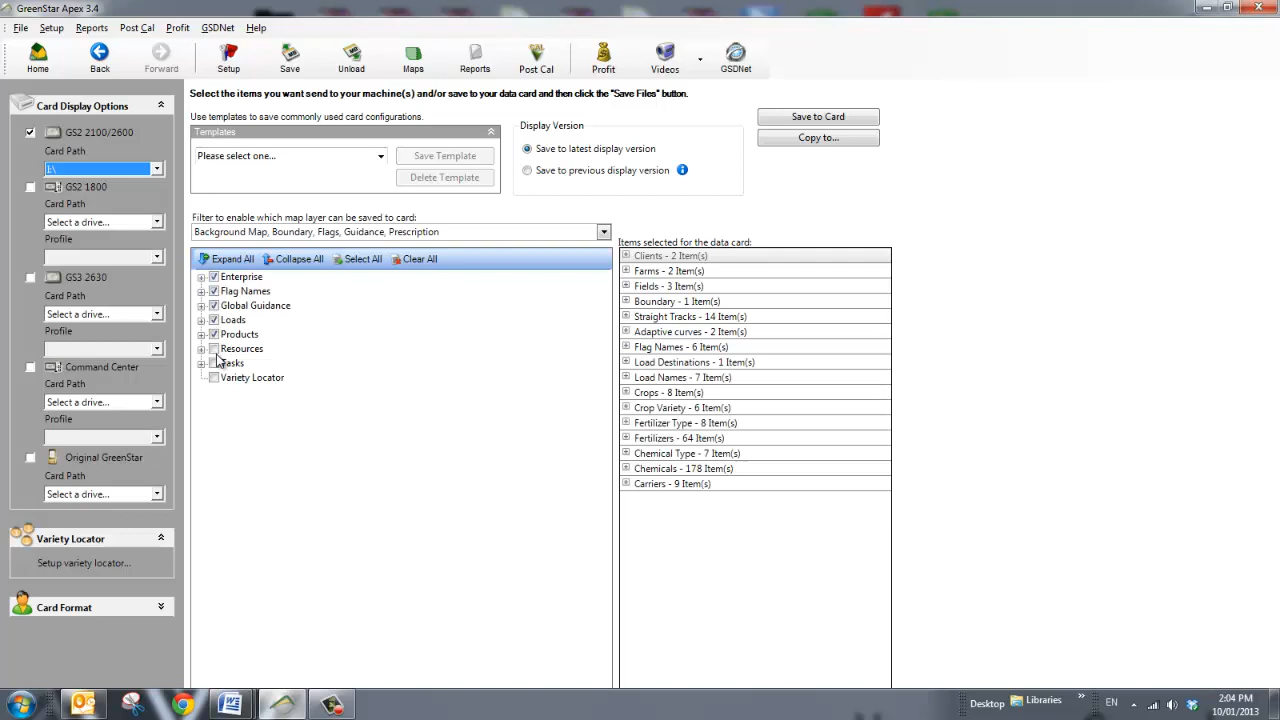 GreenStar Apex 3.4
File Setup Reports Post Cal Profit GSDNet Help
Home Back Forward Setup Save Unload Maps Reports Post Cal Profit Videos GSDNet
Card Display Options
GS2 2100/2600
Card Path
I:\
GS2 1800
Card Path
Select a drive...
Profile
GS3 2630
Card Path
Select a drive...
Profile
Command Center
Card Path
Select a drive...
Profile
Original GreenStar
Card Path
Select a drive...
Variety Locator
Setup variety locator...
Card Format
Select the items you want send to your machine(s) and/or save to your data card and then click the "Save Files" button.
Use templates to save commonly used card configurations.
Templates
Please select one...
Save Template
Delete Template
Display Version
Save to latest display version
Save to previous display version
Save to Card
Copy to...
Filter to enable which map layer can be saved to card:
Background Map, Boundary, Flags, Guidance, Prescription
Expand All Collapse All Select All Clear All
Enterprise
Flag Names
Global Guidance
Loads
Products
Resources
Tasks
Variety Locator
Items selected for the data card:
Clients - 2 Item(s)
Farms - 2 Item(s)
Fields - 3 Item(s)
Boundary - 1 Item(s)
Straight Tracks - 14 Item(s)
Adaptive curves - 2 Item(s)
Flag Names - 6 Item(s)
Load Destinations - 1 Item(s)
Load Names - 7 Item(s)
Crops - 8 Item(s)
Crop Variety - 6 Item(s)
Fertilizer Type - 8 Item(s)
Fertilizers - 64 Item(s)
Chemical Type - 7 Item(s)
Chemicals - 178 Item(s)
Carriers - 9 Item(s)
Desktop Libraries EN
2:04 PM
10/01/2013